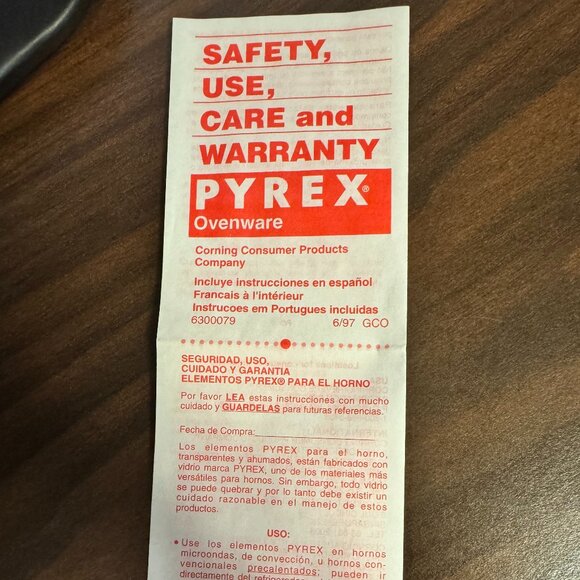 SAFETY,
USE,
CARE and
WARRANTY
PYREX®
Ovenware
Corning Consumer Products
Company
Incluye instrucciones en español
Francais à l'intérieur
Instrucoes em Portugues incluidas
6300079 6/97 GCO
SEGURIDAD, USO,
CUIDADO Y GARANTIA
ELEMENTOS PYREX® PARA EL HORNO
Por favor LEA estas instrucciones con mucho
cuidado y GUARDELAS para futuras referencias.
Fecha de Compra:
Los elementos PYREX para el horno,
transparentes y ahumados, están fabricados con
vidrio marca PYREX, uno de los materiales más
versátiles para hornos. Sin embargo, todo vidrio
se puede quebrar y por lo tanto debe existir un
cuidado razonable en el manejo de estos
productos.
USO:
• Use los elementos PYREX en hornos
microondas, de convección, u hornos con-
vencionales precalentados; pueden ir
directamente del refrigerador